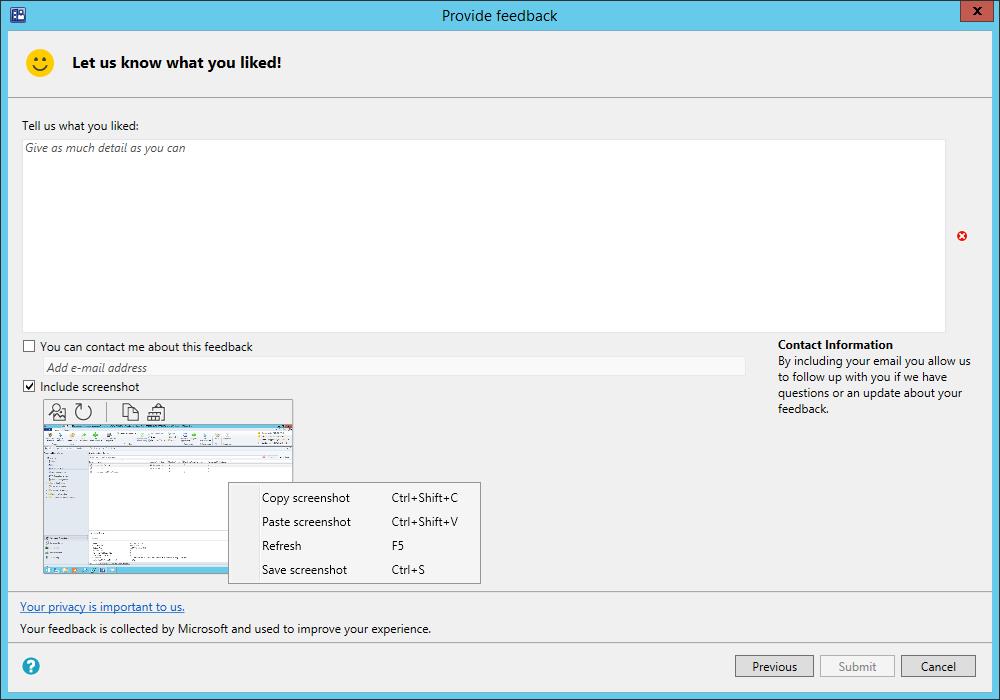 Provide feedback
Let us know what you liked!
Tell us what you liked:
Give as much detail as you can
You can contact me about this feedback
Add e-mail address
Include screenshot
Contact Information
By including your email you allow us
to follow up with you if we have
questions or an update about your
feedback.
Copy screenshot Ctrl+Shift+C
Paste screenshot Ctrl+Shift+V
Refresh F5
Save screenshot Ctrl+S
Your privacy is important to us.
Your feedback is collected by Microsoft and used to improve your experience.
Previous Submit Cancel